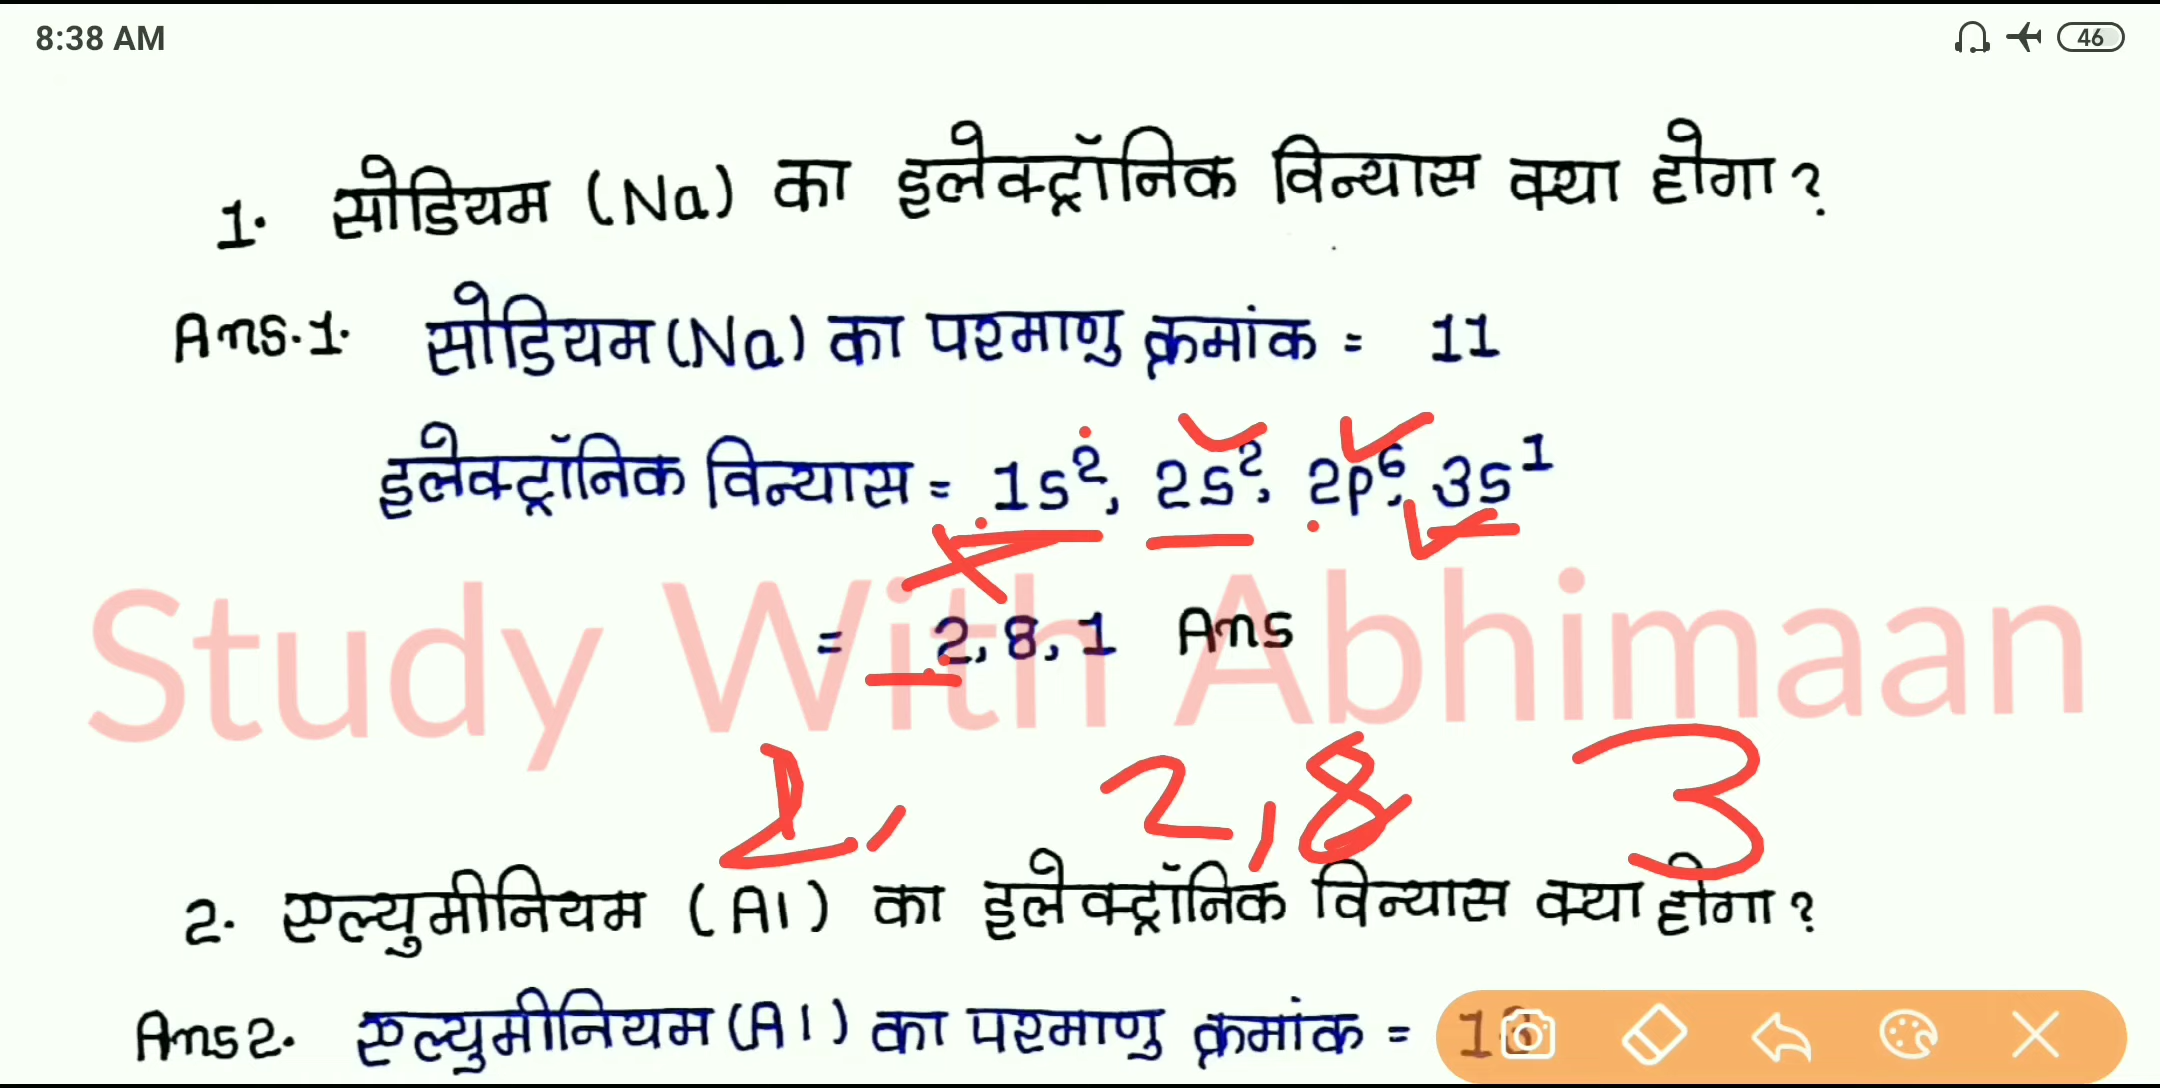 8:38 AM 46
1. सोडियम (Na) का इलेक्ट्रॉनिक विन्यास क्या होगा ?
Ans.1. सोडियम (Na) का परमाणु क्रमांक = 11
इलेक्ट्रॉनिक विन्यास = 1s², 2s², 2p⁶, 3s¹
= 2, 8, 1 Ans
Study With Abhimaan
2, 8 3
2. एल्युमीनियम (Al) का इलेक्ट्रॉनिक विन्यास क्या होगा ?
Ans2. एल्युमीनियम (Al) का परमाणु क्रमांक = 13